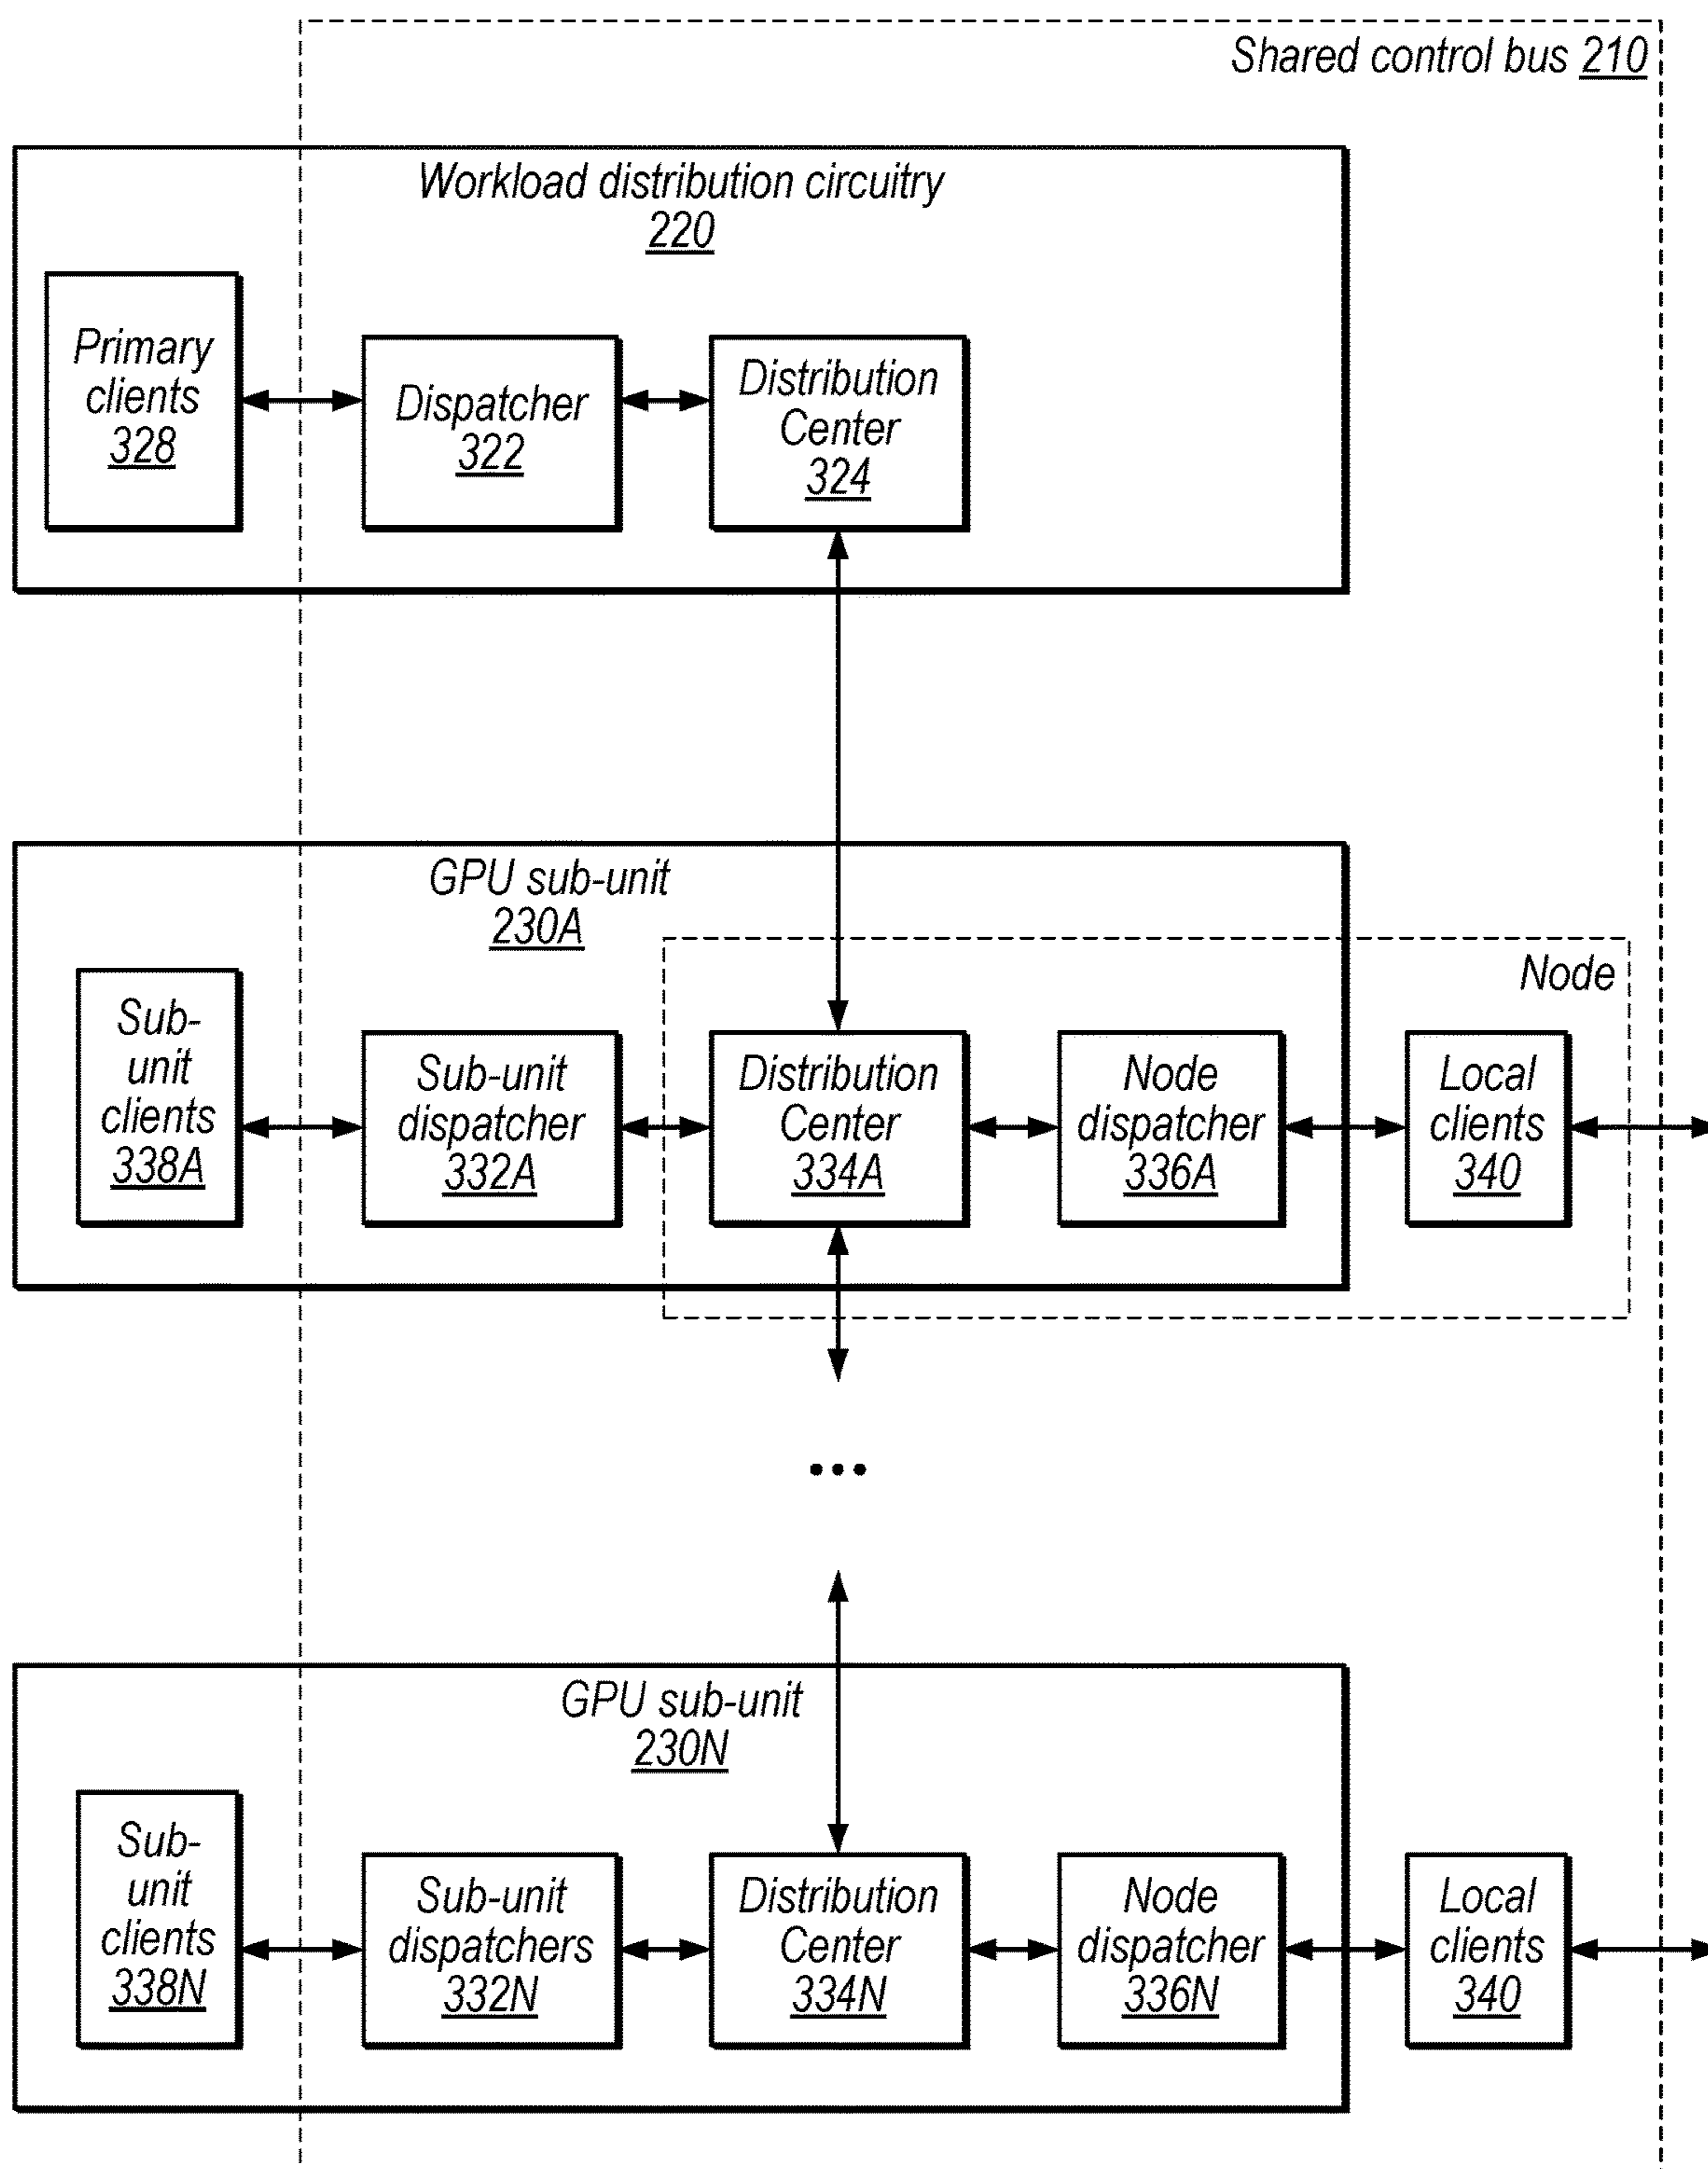 Shared control bus 210
Workload distribution circuitry
220
Primary
clients
328
Dispatcher
322
Distribution
Center
324
GPU sub-unit
230A
Node
Sub-
unit
clients
338A
Sub-unit
dispatcher
332A
Distribution
Center
334A
Node
dispatcher
336A
Local
clients
340
...
GPU sub-unit
230N
Sub-
unit
clients
338N
Sub-unit
dispatchers
332N
Distribution
Center
334N
Node
dispatcher
336N
Local
clients
340